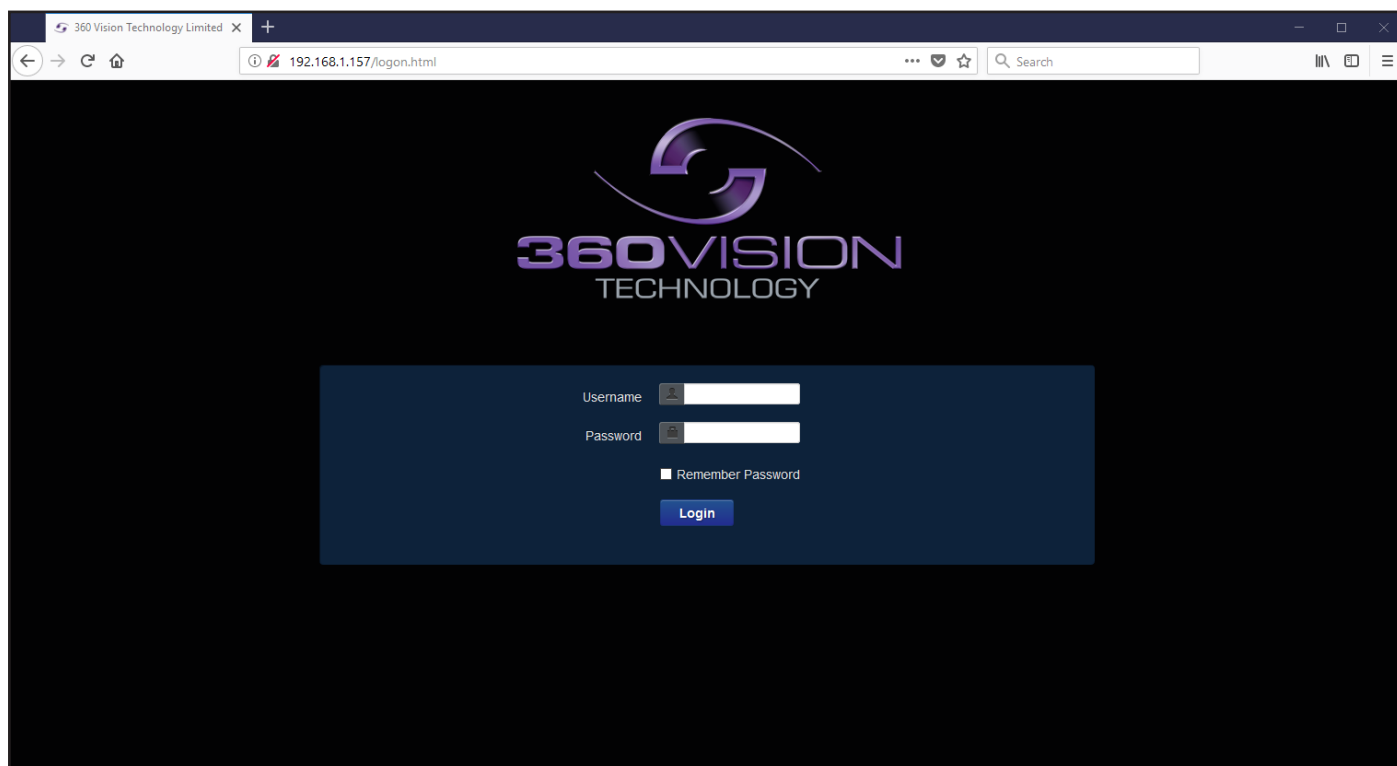 360 Vision Technology Limited
192.168.1.157/logon.html
Search
360VISION
TECHNOLOGY
Username
Password
Remember Password
Login